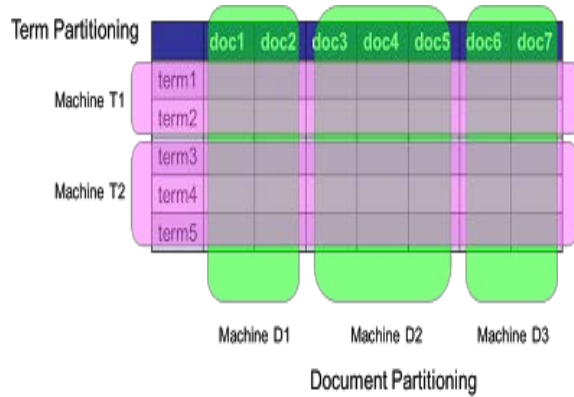 Term Partitioning
doc1 doc2 doc3 doc4 doc5 doc6 doc7
term1
Machine T1
term2
term3
Machine T2
term4
term5
Machine D1 Machine D2 Machine D3
Document Partitioning